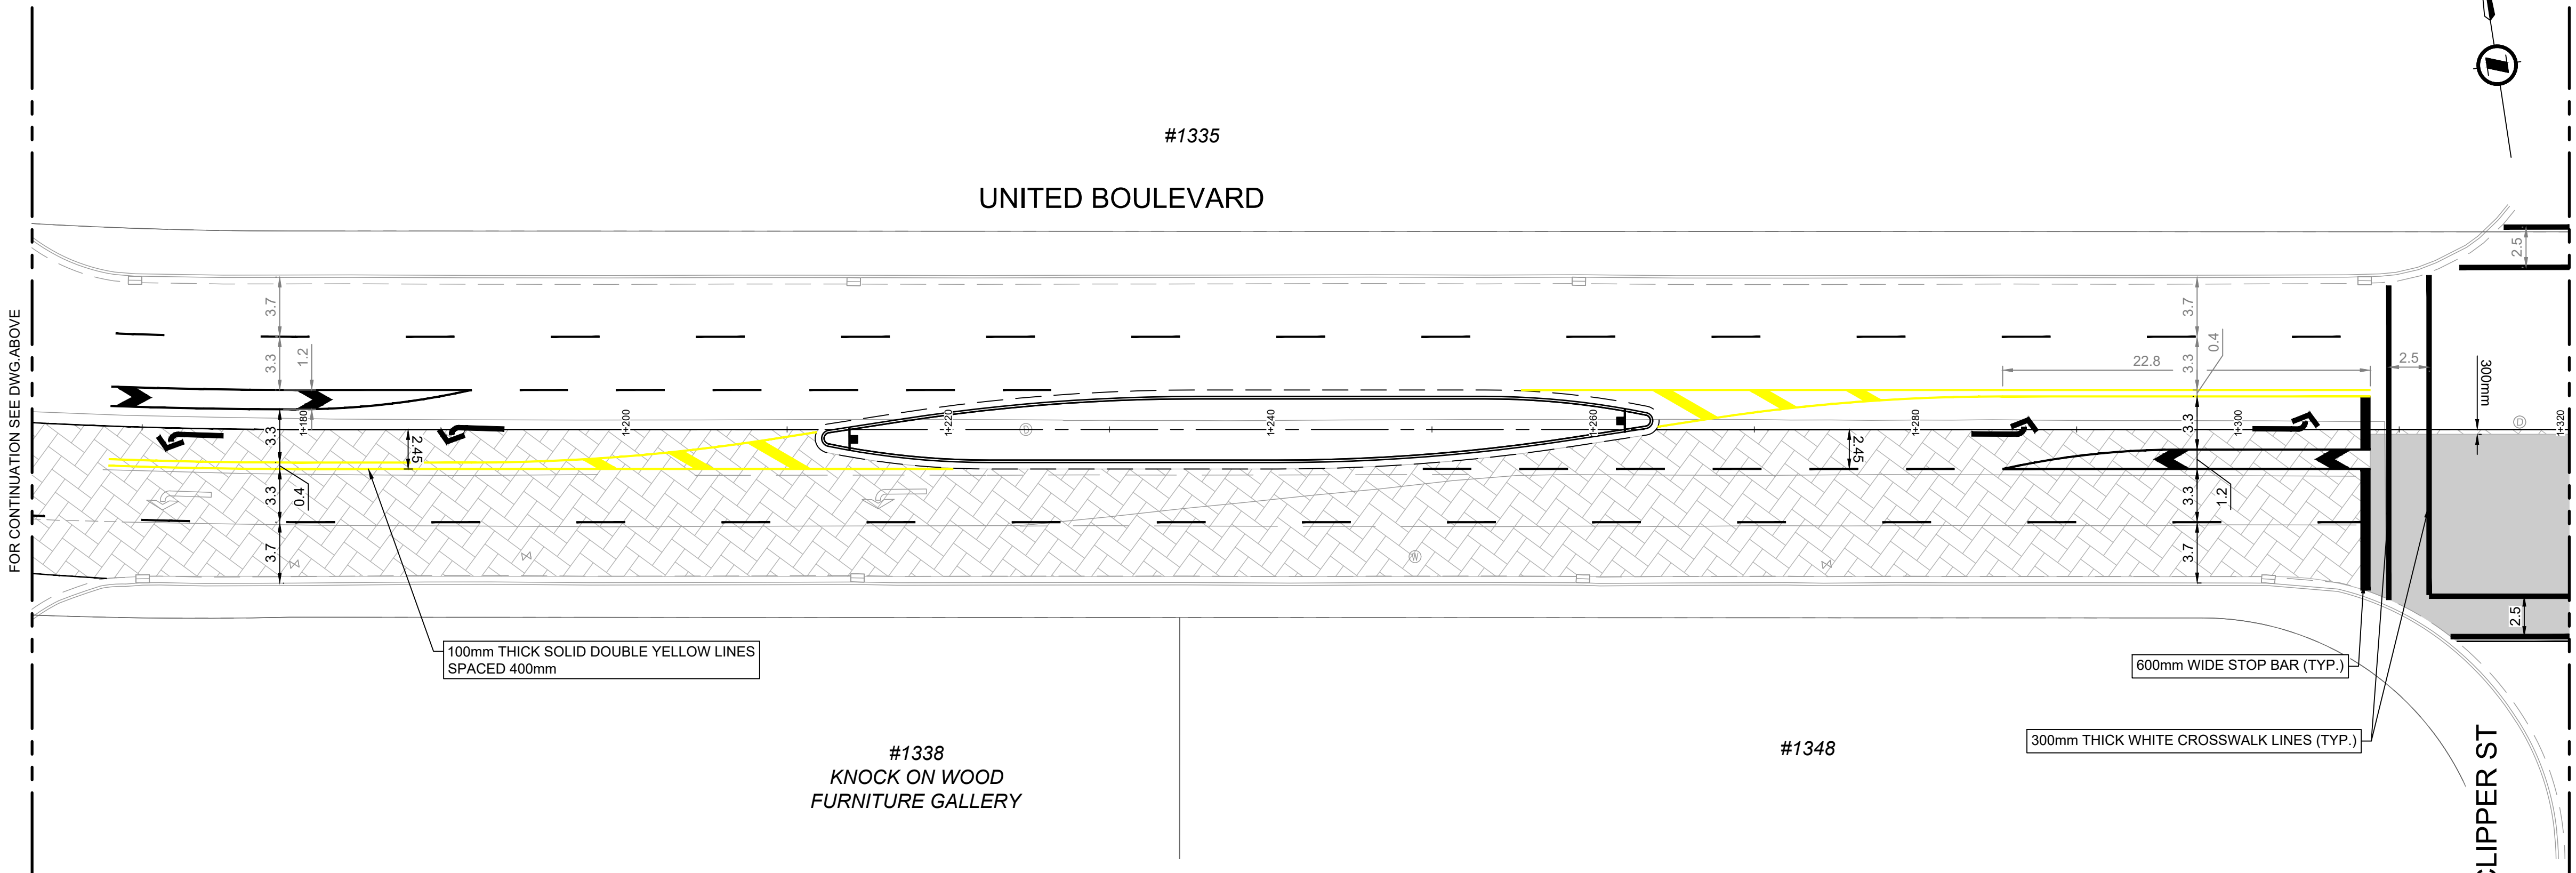 #1335
UNITED BOULEVARD
FOR CONTINUATION SEE DWG.ABOVE
3.7
3.3
1.2
3.3
2.45
0.4
3.3
3.7
1+180
1+200
1+220
1+240
1+260
1+280
1+300
1+320
D
D
W
2.45
3.7
3.3
0.4
22.8
2.5
3.3
3.3
1.2
3.7
300mm
2.5
2.5
100mm THICK SOLID DOUBLE YELLOW LINES
SPACED 400mm
600mm WIDE STOP BAR (TYP.)
300mm THICK WHITE CROSSWALK LINES (TYP.)
#1338
KNOCK ON WOOD
FURNITURE GALLERY
#1348
CLIPPER ST